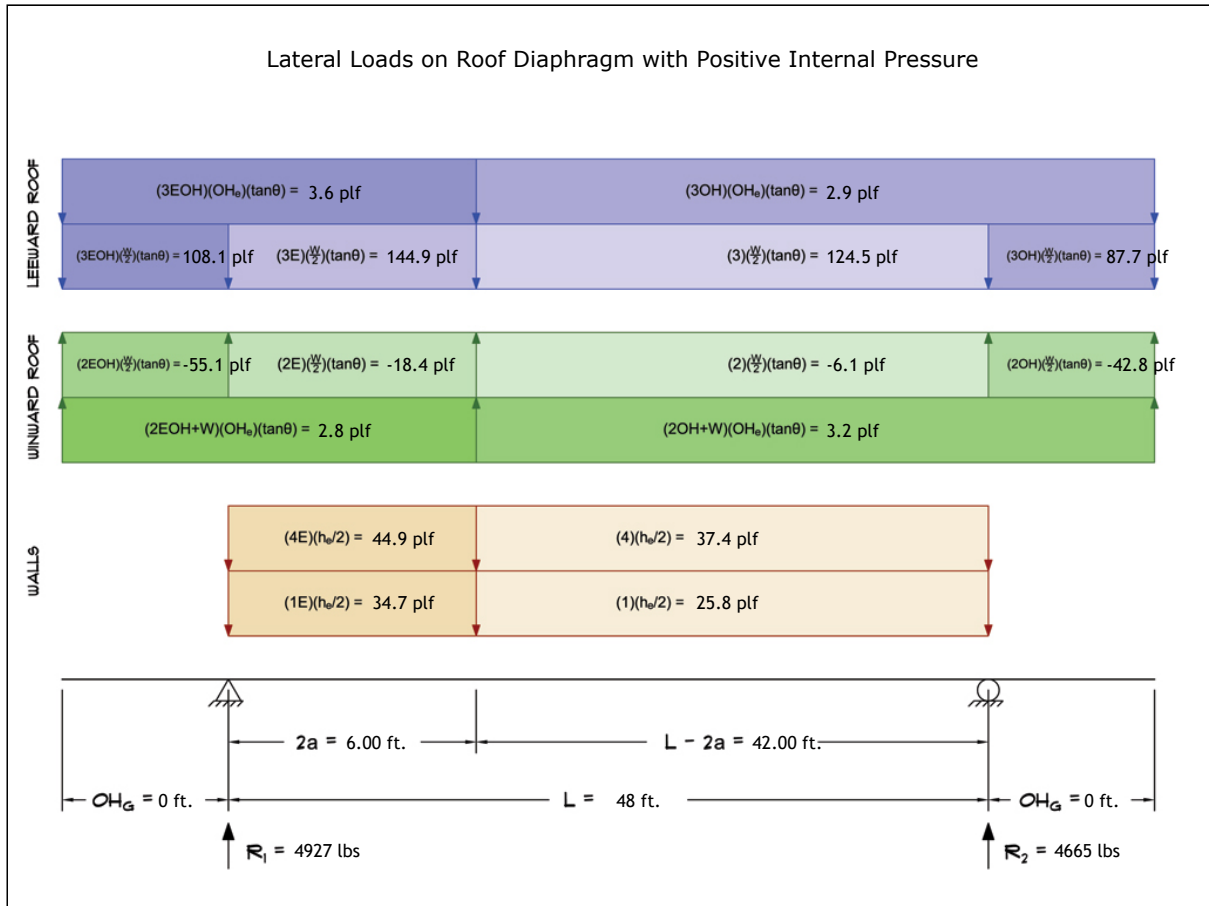 Lateral Loads on Roof Diaphragm with Positive Internal Pressure
LEEWARD ROOF
(3EOH)(OHₑ)(tanθ) = 3.6 plf
(3OH)(OHₑ)(tanθ) = 2.9 plf
(3EOH)(W/2)(tanθ) = 108.1 plf
(3E)(W/2)(tanθ) = 144.9 plf
(3)(W/2)(tanθ) = 124.5 plf
(3OH)(W/2)(tanθ) = 87.7 plf
WINWARD ROOF
(2EOH)(W/2)(tanθ) = -55.1 plf
(2E)(W/2)(tanθ) = -18.4 plf
(2)(W/2)(tanθ) = -6.1 plf
(2OH)(W/2)(tanθ) = -42.8 plf
(2EOH+W)(OHₑ)(tanθ) = 2.8 plf
(2OH+W)(OHₑ)(tanθ) = 3.2 plf
WALLS
(4E)(hₑ/2) = 44.9 plf
(4)(hₑ/2) = 37.4 plf
(1E)(hₑ/2) = 34.7 plf
(1)(hₑ/2) = 25.8 plf
2a = 6.00 ft.
L - 2a = 42.00 ft.
OH_G = 0 ft.
L = 48 ft.
OH_G = 0 ft.
R₁ = 4927 lbs
R₂ = 4665 lbs